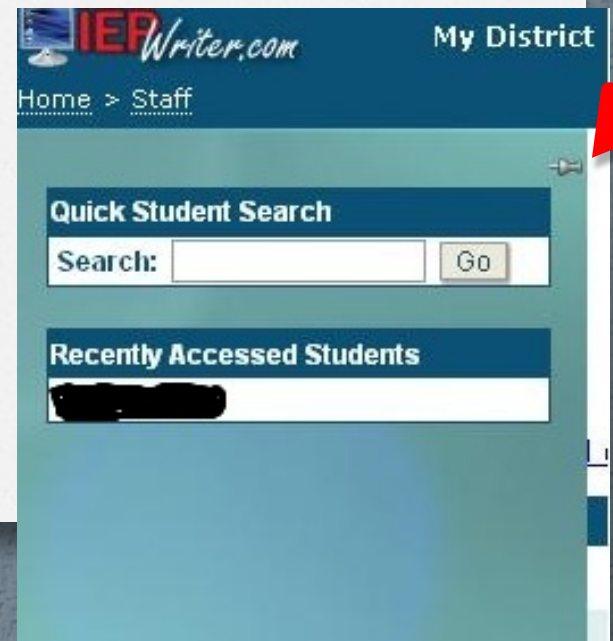 IEPWriter.com
My District
Home > Staff
Quick Student Search
Search: Go
Recently Accessed Students